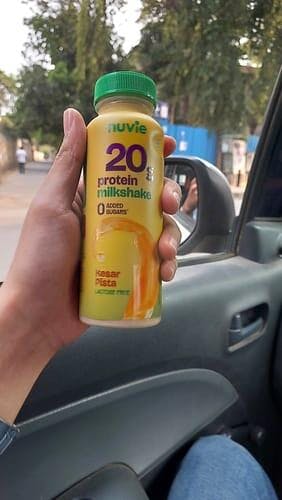 nuvie
20g
protein
milkshake
0 ADDED
SUGARS*
Kesar
Pista
LACTOSE FREE